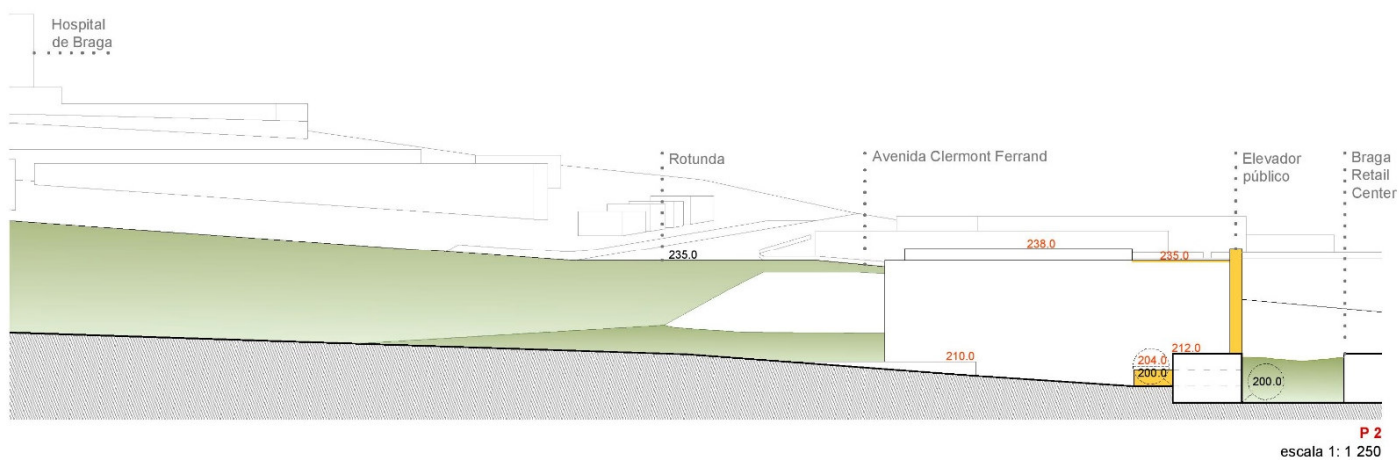 Hospital
de Braga
Rotunda
Avenida Clermont Ferrand
Elevador
público
Braga
Retail
Center
235.0
238.0
235.0
210.0
212.0
204.0
200.0
200.0
P 2
escala 1: 1 250